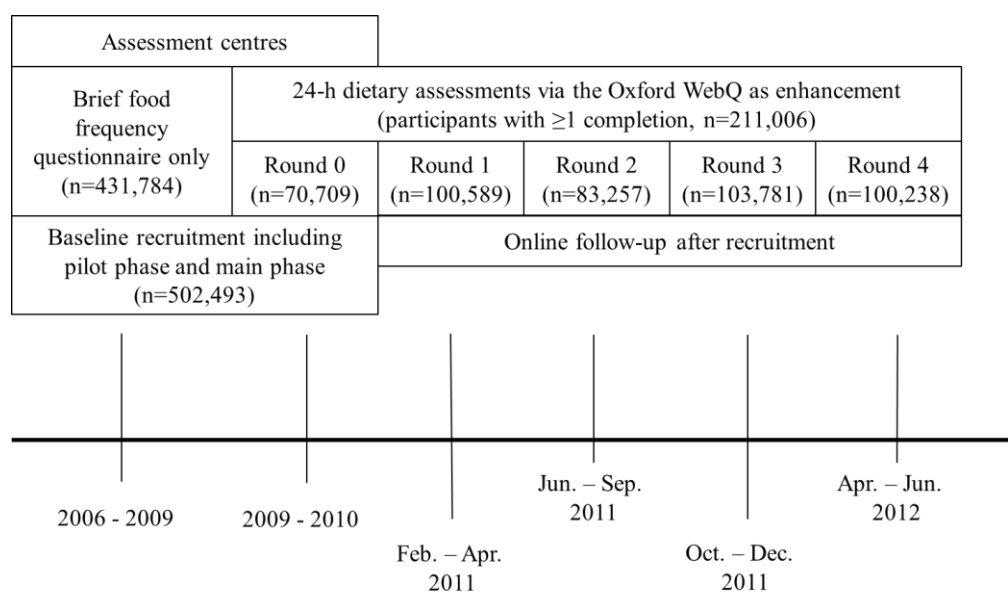 Assessment centres
Brief food
frequency
questionnaire only
(n=431,784)
24-h dietary assessments via the Oxford WebQ as enhancement
(participants with ≥1 completion, n=211,006)
Round 0
(n=70,709)
Round 1
(n=100,589)
Round 2
(n=83,257)
Round 3
(n=103,781)
Round 4
(n=100,238)
Baseline recruitment including
pilot phase and main phase
(n=502,493)
Online follow-up after recruitment
2006 - 2009
2009 - 2010
Feb. – Apr.
2011
Jun. – Sep.
2011
Oct. – Dec.
2011
Apr. – Jun.
2012